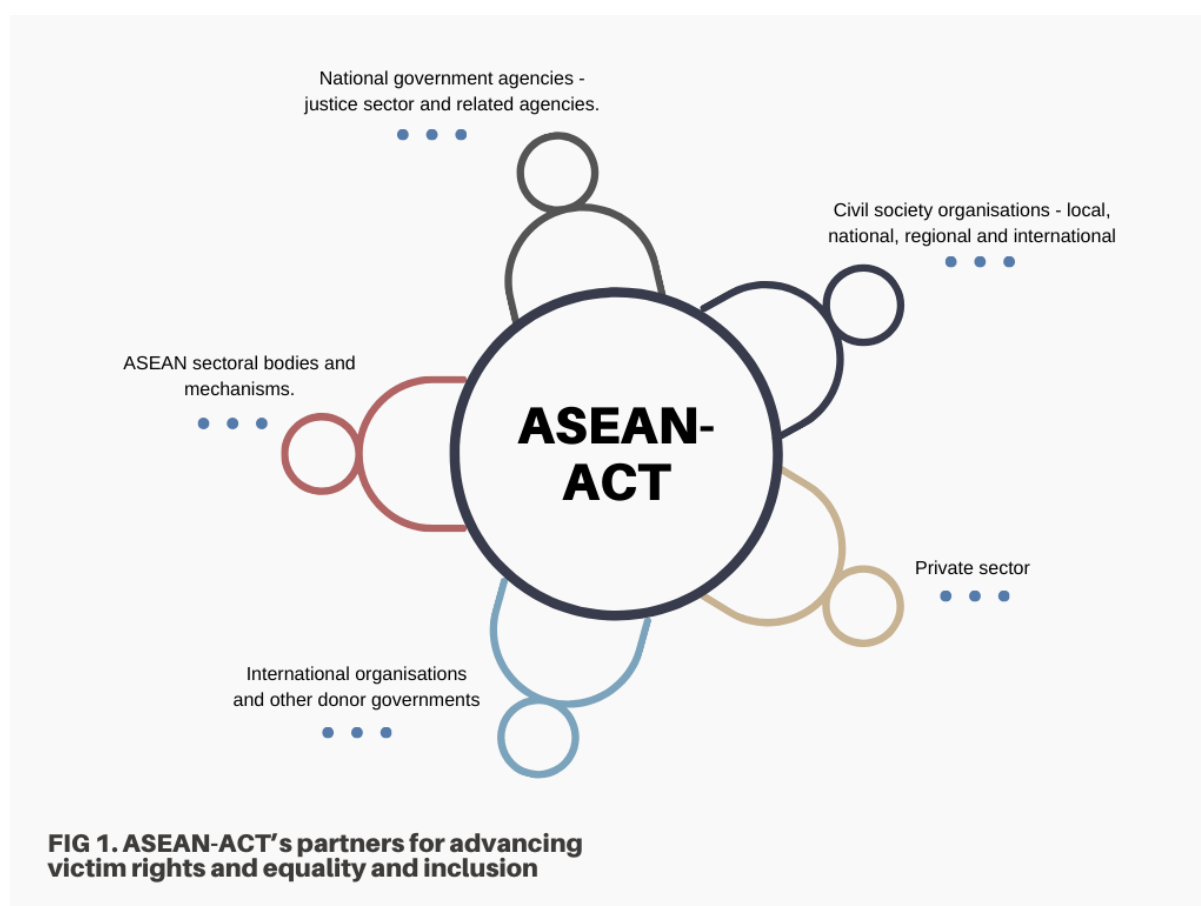 National government agencies -
justice sector and related agencies.
Civil society organisations - local,
national, regional and international
ASEAN sectoral bodies and
mechanisms.
ASEAN-
ACT
Private sector
International organisations
and other donor governments
FIG 1. ASEAN-ACT’s partners for advancing
victim rights and equality and inclusion